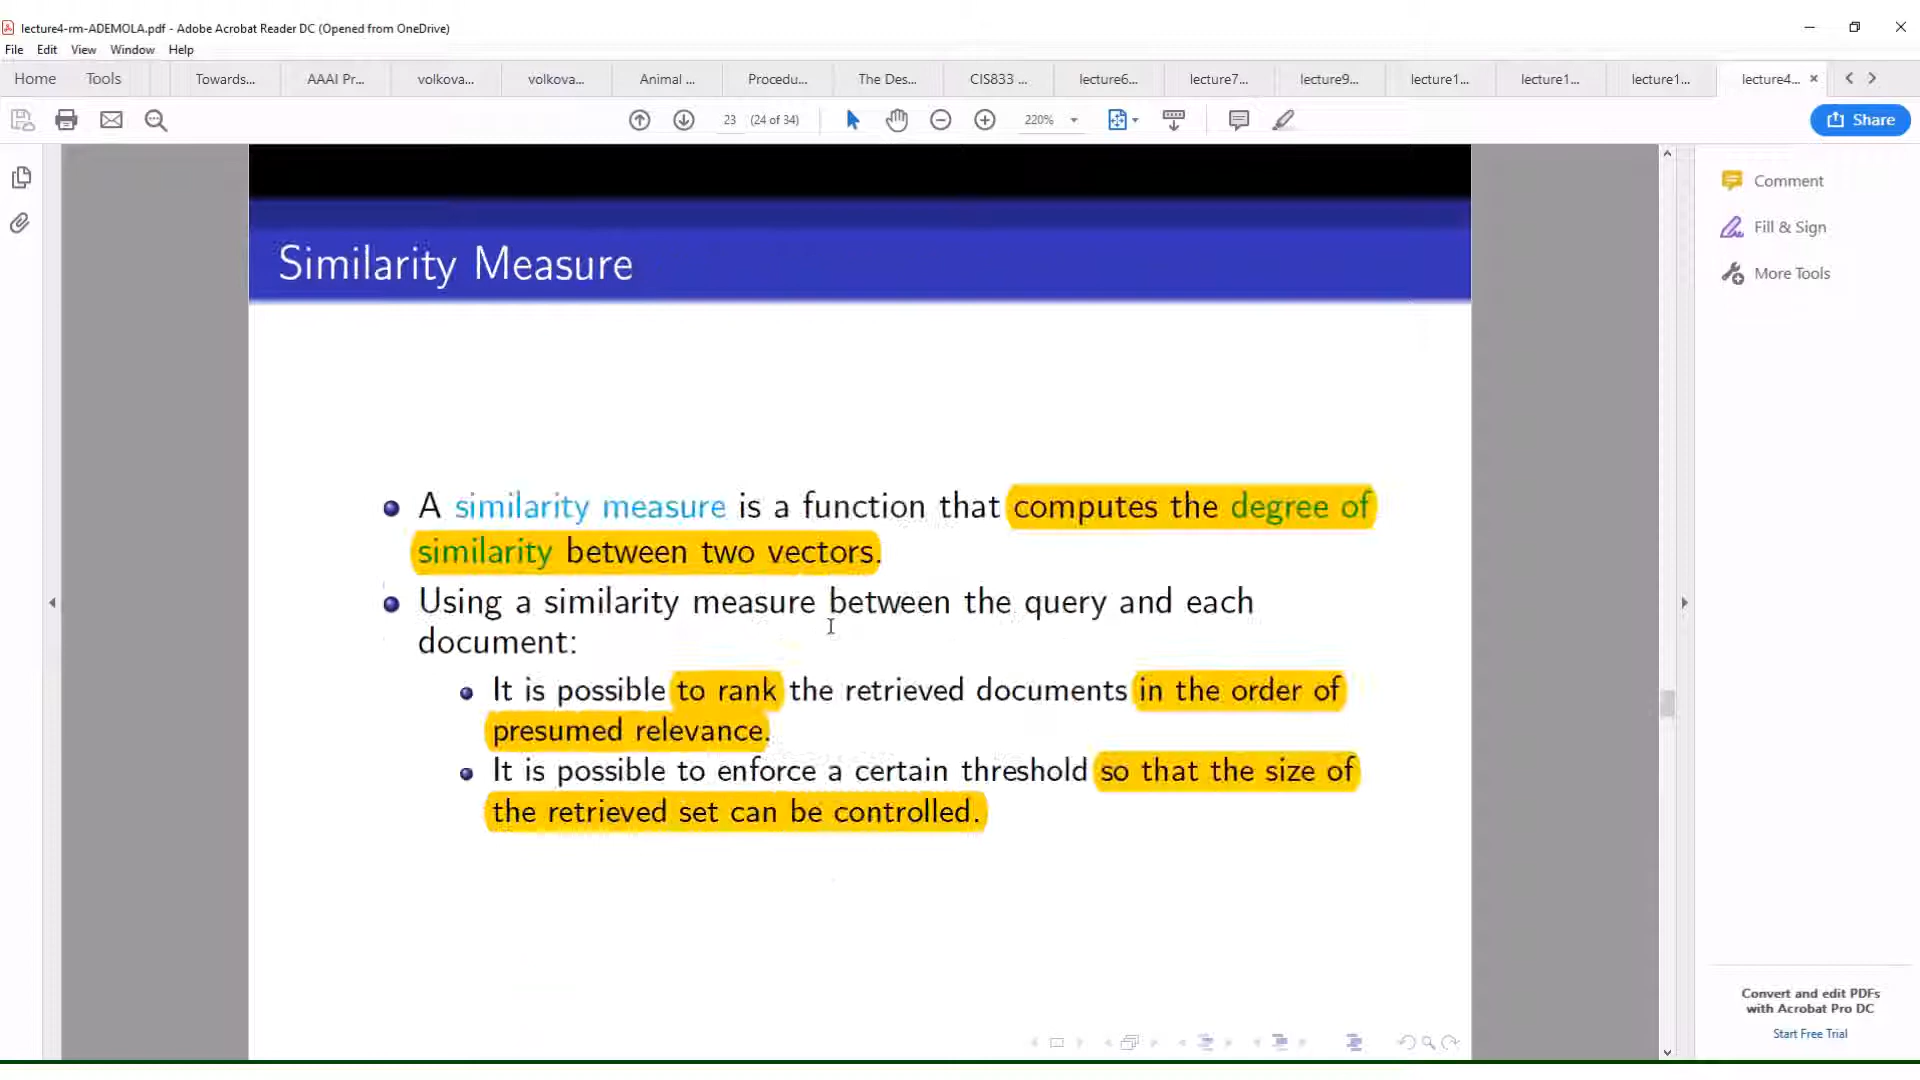 lecture4-rm-ADEMOLA.pdf - Adobe Acrobat Reader DC (Opened from OneDrive)
File Edit View Window Help
Home Tools Towards... AAAI Pr... volkova... volkova... Animal ... Procedu... The Des... CIS833 ... lecture6... lecture7... lecture9... lecture1... lecture1... lecture1... lecture4... ×
23 (24 of 34) 220% Share
Similarity Measure
A similarity measure is a function that computes the degree of
similarity between two vectors.
Using a similarity measure between the query and each
document:
It is possible to rank the retrieved documents in the order of
presumed relevance.
It is possible to enforce a certain threshold so that the size of
the retrieved set can be controlled.
Comment
Fill & Sign
More Tools
Convert and edit PDFs
with Acrobat Pro DC
Start Free Trial